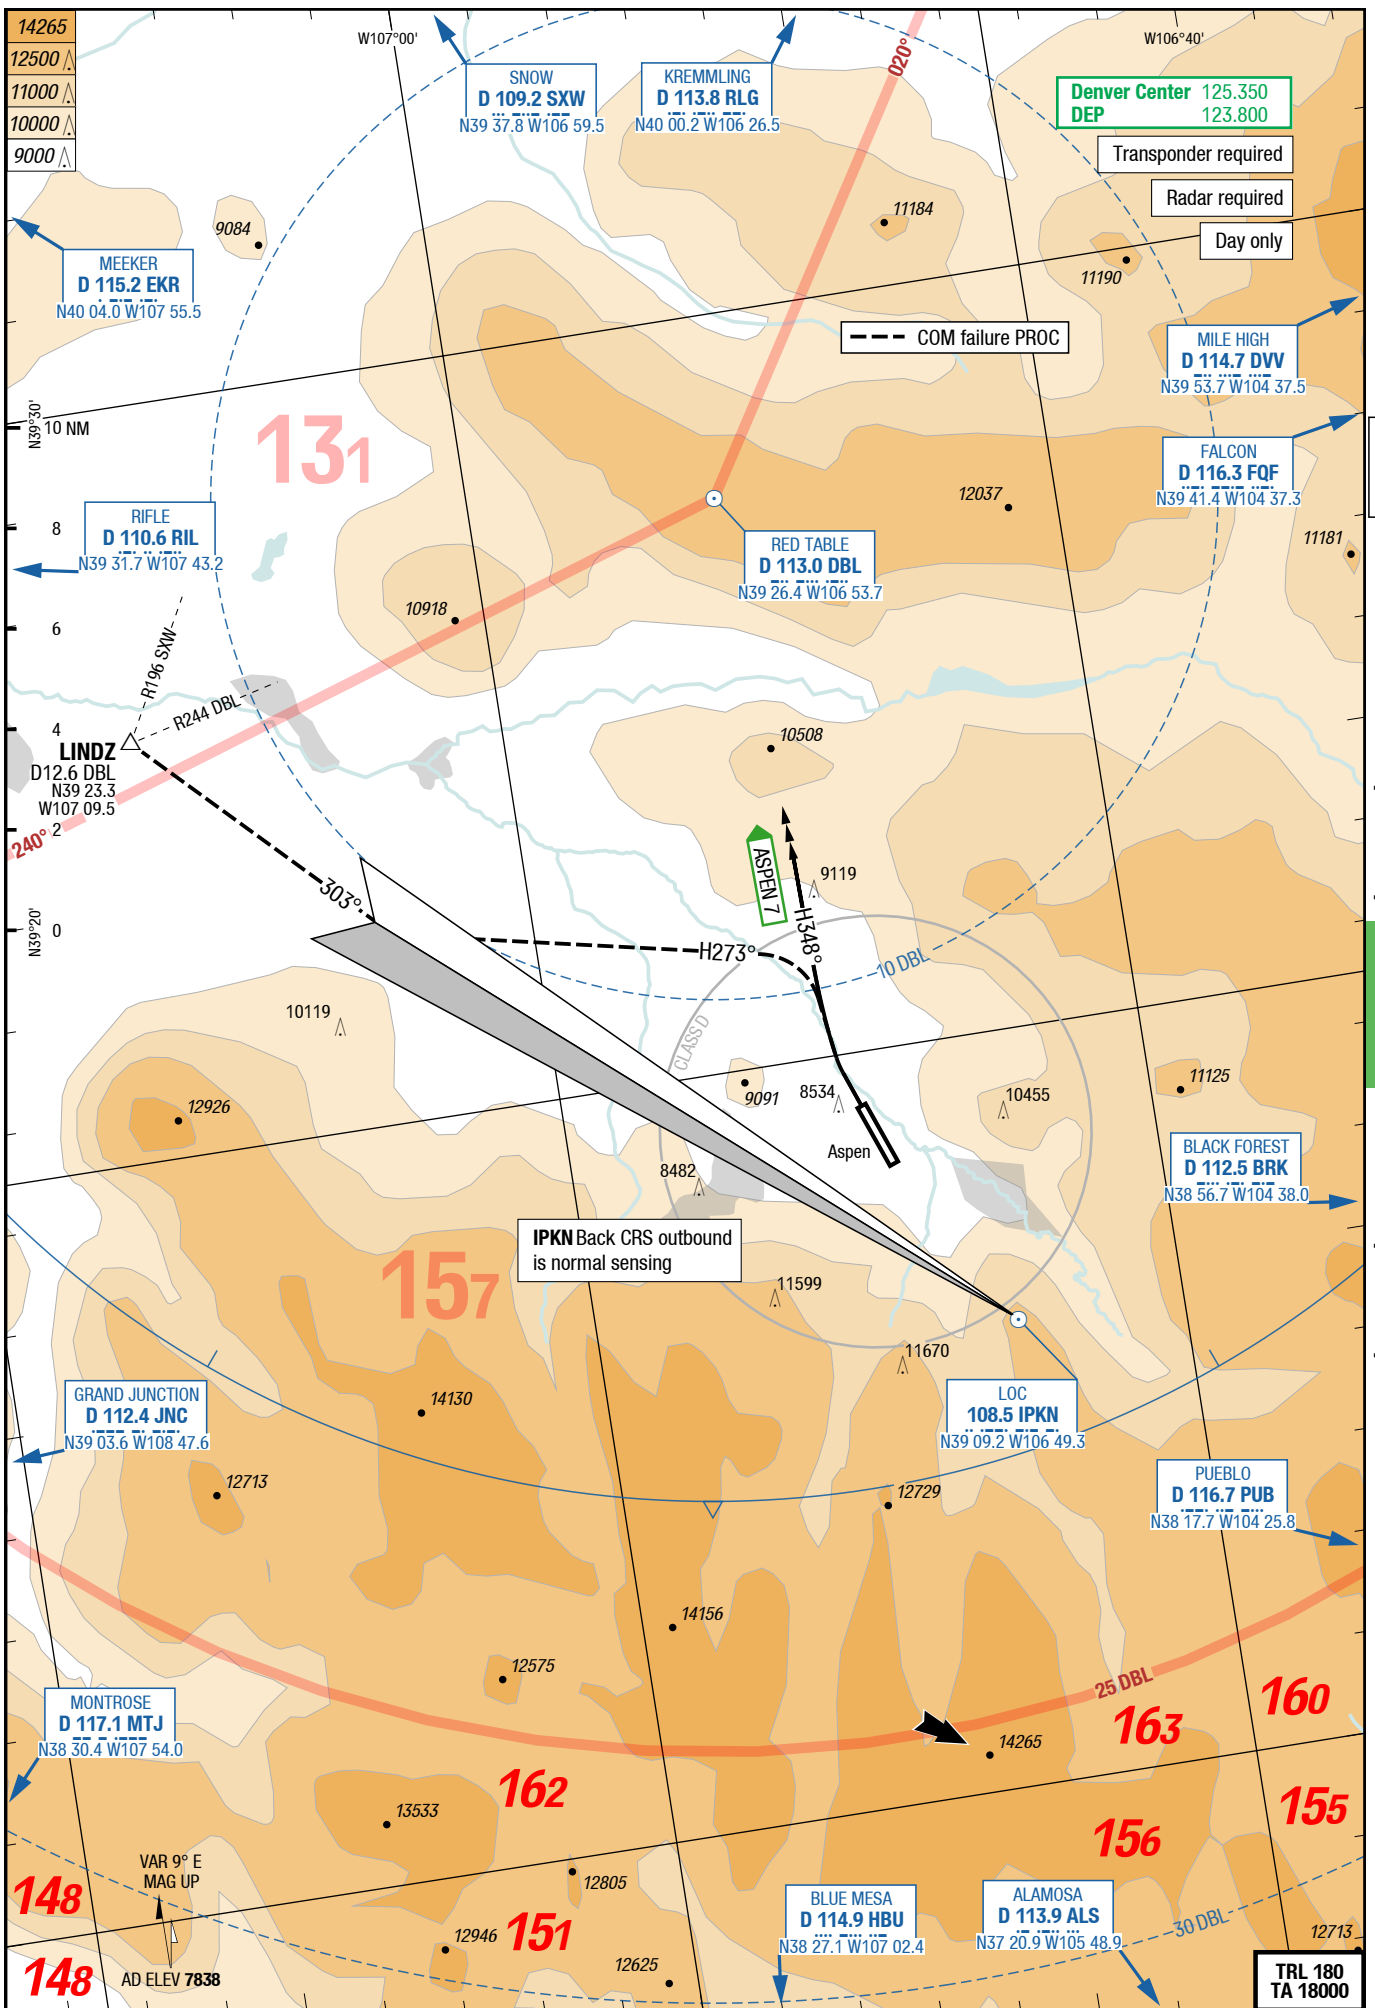 14265
12500
11000
10000
9000
W107°00'
W106°40'
020°
SNOW
D 109.2 SXW
N39 37.8 W106 59.5
KREMMLING
D 113.8 RLG
N40 00.2 W106 26.5
Denver Center 125.350
DEP 123.800
Transponder required
Radar required
Day only
9084
11184
11190
MEEKER
D 115.2 EKR
N40 04.0 W107 55.5
COM failure PROC
MILE HIGH
D 114.7 DVV
N39 53.7 W104 37.5
N39°30'
10 NM
131
FALCON
D 116.3 FQF
N39 41.4 W104 37.3
12037
11181
RIFLE
D 110.6 RIL
N39 31.7 W107 43.2
8
RED TABLE
D 113.0 DBL
N39 26.4 W106 53.7
10918
6
R196 SXW
R244 DBL
4
LINDZ
D12.6 DBL
N39 23.3
W107 09.5
10508
2
240°
ASPEN 7
9119
303°
H348°
N39°20'
0
H273°
10 DBL
10119
CLASS D
12926
9091
8534
10455
11125
Aspen
8482
BLACK FOREST
D 112.5 BRK
N38 56.7 W104 38.0
IPKN Back CRS outbound
is normal sensing
157
11599
11670
GRAND JUNCTION
D 112.4 JNC
N39 03.6 W108 47.6
14130
LOC
108.5 IPKN
N39 09.2 W106 49.3
12713
12729
PUEBLO
D 116.7 PUB
N38 17.7 W104 25.8
14156
12575
25 DBL
160
163
MONTROSE
D 117.1 MTJ
N38 30.4 W107 54.0
14265
162
155
13533
156
VAR 9° E
MAG UP
148
12805
BLUE MESA
D 114.9 HBU
N38 27.1 W107 02.4
ALAMOSA
D 113.9 ALS
N37 20.9 W105 48.9
30 DBL
12946
151
12713
148
AD ELEV 7838
12625
TRL 180
TA 18000